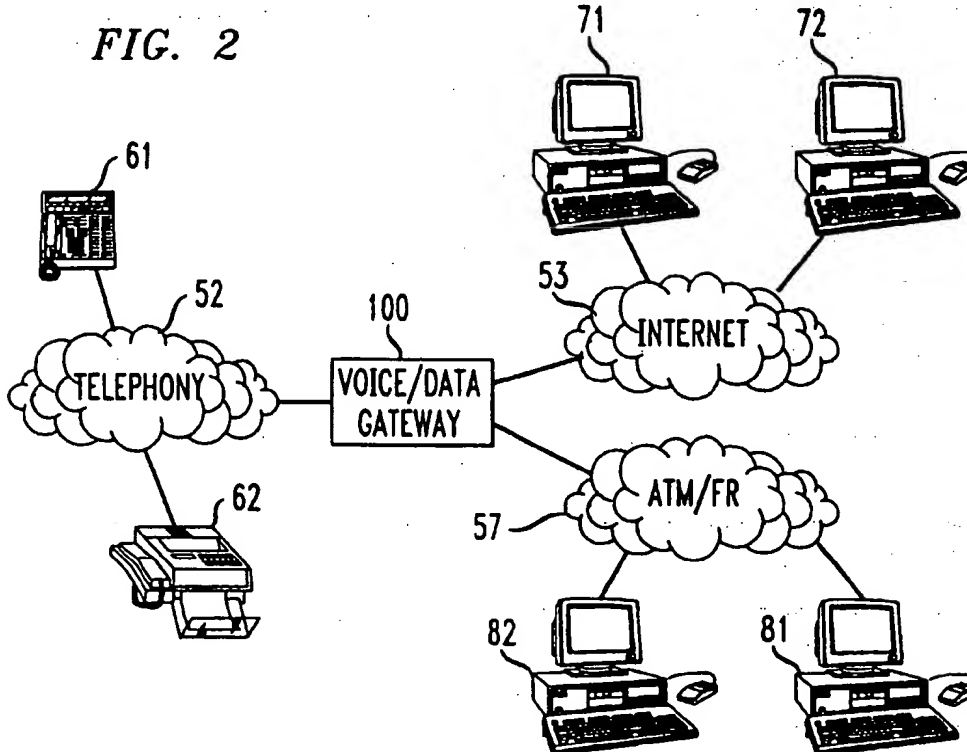 FIG. 2
71
72
61
52
53
100
INTERNET
TELEPHONY
VOICE/DATA
GATEWAY
62
57
ATM/FR
82
81